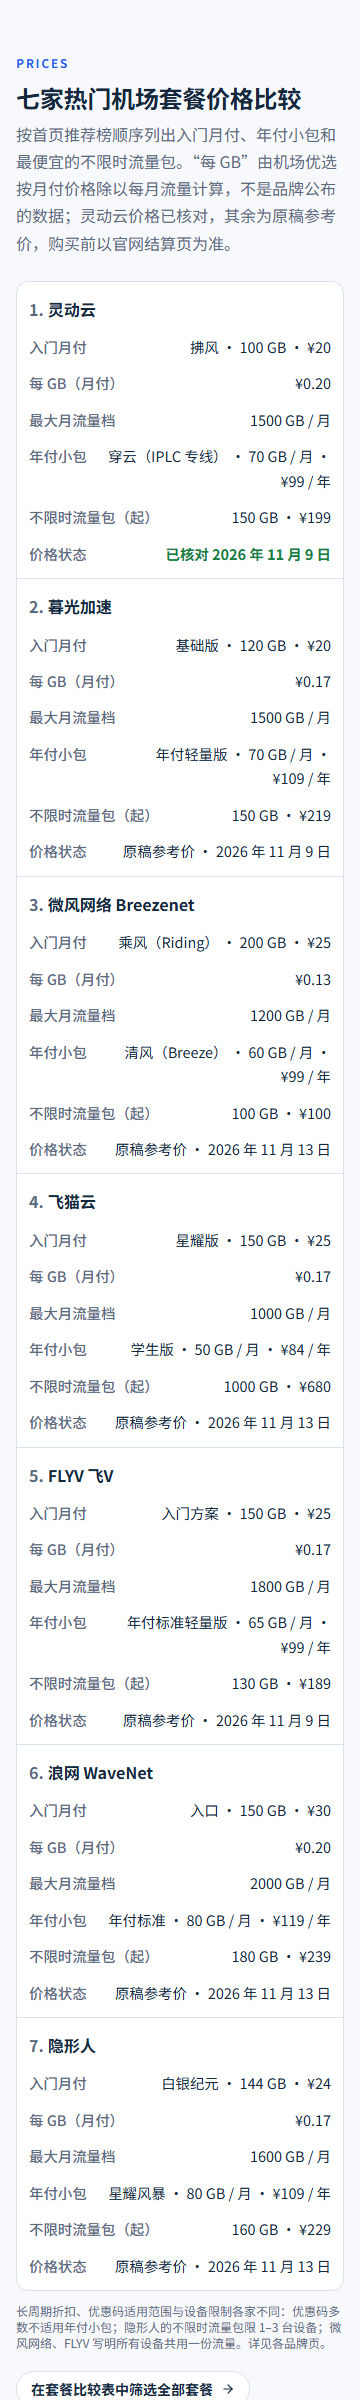 PRICES
七家热门机场套餐价格比较
按首页推荐榜顺序列出入门月付、年付小包和
最便宜的不限时流量包。“每 GB”由机场优选
按月付价格除以每月流量计算，不是品牌公布
的数据；灵动云价格已核对，其余为原稿参考
价，购买前以官网结算页为准。
1. 灵动云
入门月付 拂风 · 100 GB · ¥20
每 GB（月付） ¥0.20
最大月流量档 1500 GB / 月
年付小包 穿云（IPLC 专线） · 70 GB / 月 ·
¥99 / 年
不限时流量包（起） 150 GB · ¥199
价格状态 已核对 2026 年 11 月 9 日
2. 暮光加速
入门月付 基础版 · 120 GB · ¥20
每 GB（月付） ¥0.17
最大月流量档 1500 GB / 月
年付小包 年付轻量版 · 70 GB / 月 ·
¥109 / 年
不限时流量包（起） 150 GB · ¥219
价格状态 原稿参考价 · 2026 年 11 月 9 日
3. 微风网络 Breezenet
入门月付 乘风（Riding） · 200 GB · ¥25
每 GB（月付） ¥0.13
最大月流量档 1200 GB / 月
年付小包 清风（Breeze） · 60 GB / 月 ·
¥99 / 年
不限时流量包（起） 100 GB · ¥100
价格状态 原稿参考价 · 2026 年 11 月 13 日
4. 飞猫云
入门月付 星耀版 · 150 GB · ¥25
每 GB（月付） ¥0.17
最大月流量档 1000 GB / 月
年付小包 学生版 · 50 GB / 月 · ¥84 / 年
不限时流量包（起） 1000 GB · ¥680
价格状态 原稿参考价 · 2026 年 11 月 13 日
5. FLYV 飞V
入门月付 入门方案 · 150 GB · ¥25
每 GB（月付） ¥0.17
最大月流量档 1800 GB / 月
年付小包 年付标准轻量版 · 65 GB / 月 ·
¥99 / 年
不限时流量包（起） 130 GB · ¥189
价格状态 原稿参考价 · 2026 年 11 月 9 日
6. 浪网 WaveNet
入门月付 入口 · 150 GB · ¥30
每 GB（月付） ¥0.20
最大月流量档 2000 GB / 月
年付小包 年付标准 · 80 GB / 月 · ¥119 / 年
不限时流量包（起） 180 GB · ¥239
价格状态 原稿参考价 · 2026 年 11 月 13 日
7. 隐形人
入门月付 白银纪元 · 144 GB · ¥24
每 GB（月付） ¥0.17
最大月流量档 1600 GB / 月
年付小包 星耀风暴 · 80 GB / 月 · ¥109 / 年
不限时流量包（起） 160 GB · ¥229
价格状态 原稿参考价 · 2026 年 11 月 13 日
长周期折扣、优惠码适用范围与设备限制各家不同：优惠码多
数不适用年付小包；隐形人的不限时流量包限 1–3 台设备；微
风网络、FLYV 写明所有设备共用一份流量。详见各品牌页。
在套餐比较表中筛选全部套餐 →